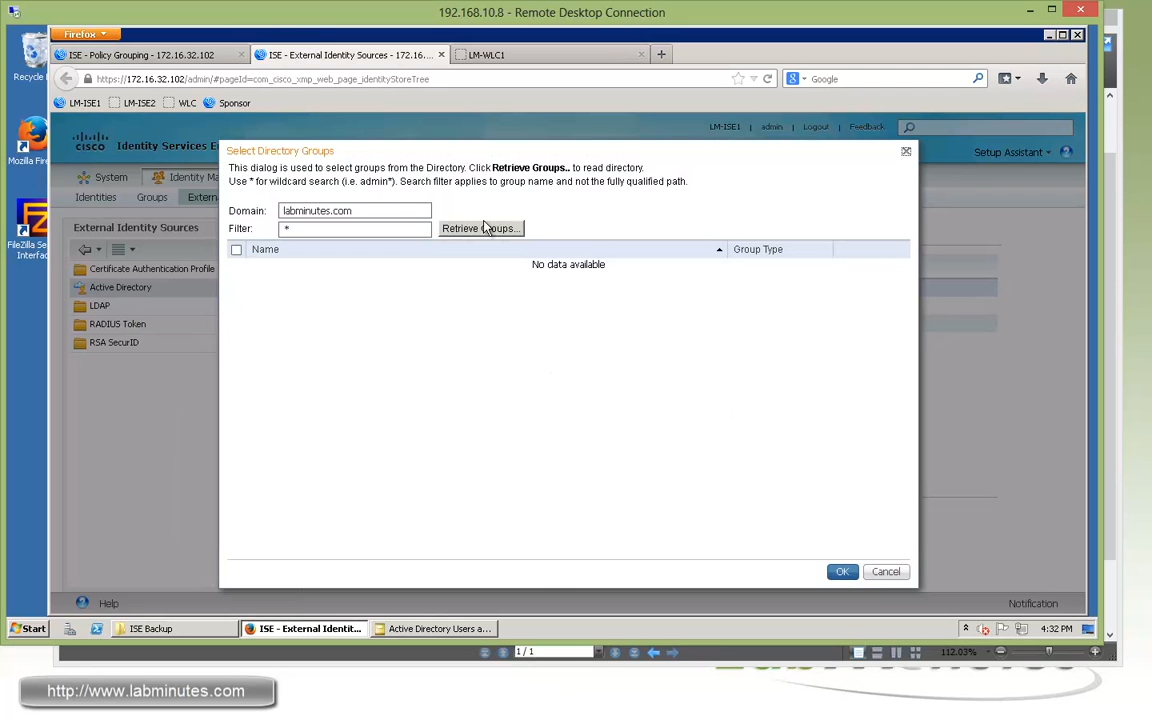 192.168.10.8 - Remote Desktop Connection
Recycle
Mozilla Fire
FileZilla Ser
Interfac
Firefox
ISE - Policy Grouping - 172.16.32.102
ISE - External Identity Sources - 172.16....
LM-WLC1
https://172.16.32.102/admin/#pageId=com_cisco_xmp_web_page_identityStoreTree
Google
LM-ISE1
LM-ISE2
WLC
Sponsor
cisco
Identity Services E
LM-ISE1
admin
Logout
Feedback
System
Identity Ma
Setup Assistant
Identities
Groups
Extern
External Identity Sources
Certificate Authentication Profile
Active Directory
LDAP
RADIUS Token
RSA SecurID
Select Directory Groups
This dialog is used to select groups from the Directory. Click Retrieve Groups.. to read directory.
Use * for wildcard search (i.e. admin*). Search filter applies to group name and not the fully qualified path.
Domain: labminutes.com
Filter: * Retrieve Groups...
Name
Group Type
No data available
OK
Cancel
Help
Notification
Start
ISE Backup
ISE - External Identit...
Active Directory Users a...
4:32 PM
1 / 1
112.03%
http://www.labminutes.com